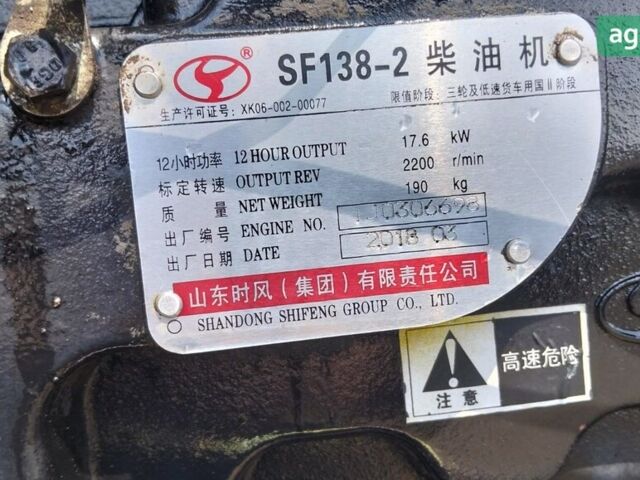 ag
® SF138-2 柴油机
生产许可证号: XK06-002-00077 限值阶段: 三轮及低速货车用国II阶段
12小时功率 12 HOUR OUTPUT 17.6 kW
标定转速 OUTPUT REV 2200 r/min
质量 NET WEIGHT 190 kg
出厂编号 ENGINE NO. J0306698
出厂日期 DATE 2018 03
山东时风（集团）有限责任公司
SHANDONG SHIFENG GROUP CO., LTD.
高速危险
注意